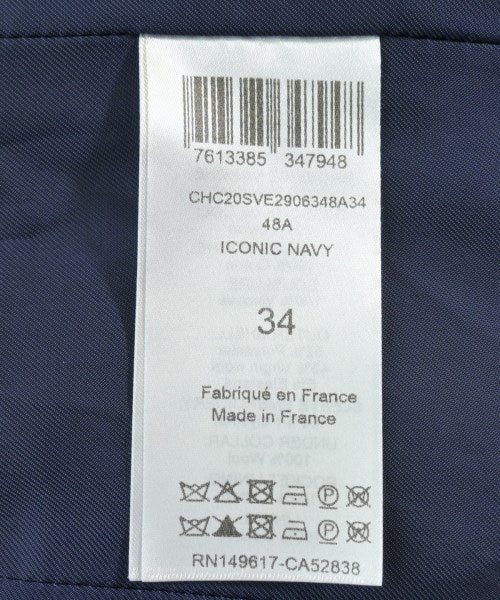 7613385 347948
CHC20SVE2906348A34
48A
ICONIC NAVY
34
Fabriqué en France
Made in France
RN149617-CA52838